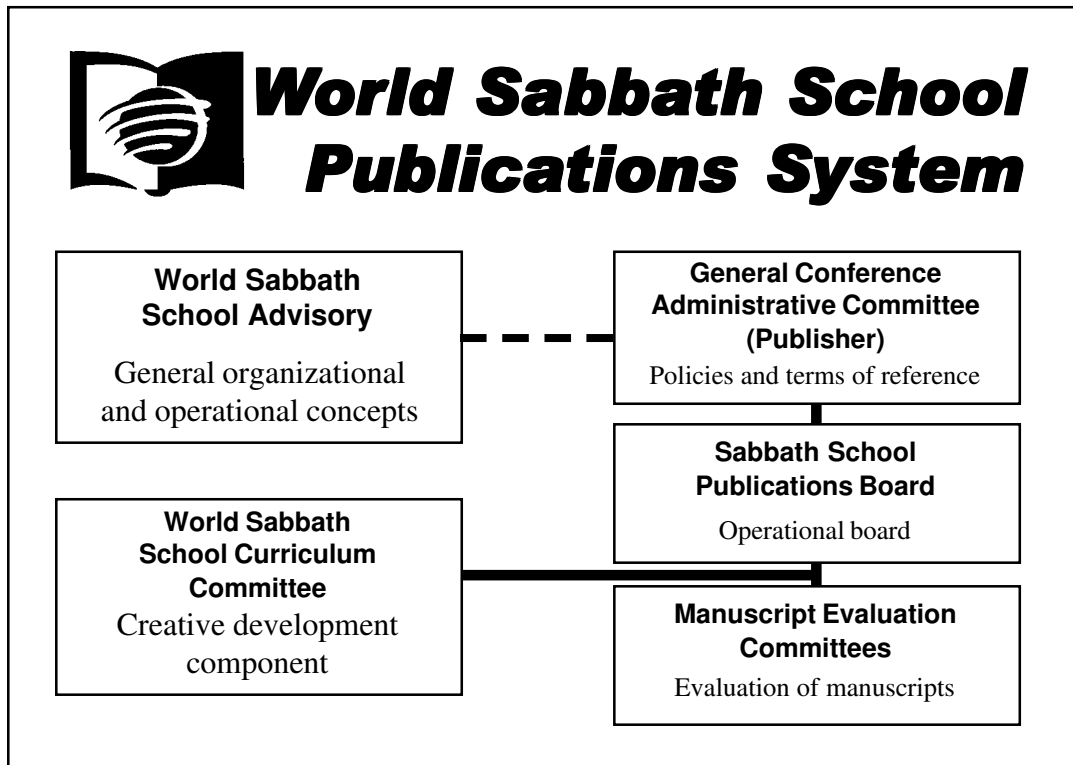 World Sabbath School
Publications System
World Sabbath
School Advisory
General organizational
and operational concepts
General Conference
Administrative Committee
(Publisher)
Policies and terms of reference
Sabbath School
Publications Board
Operational board
World Sabbath
School Curriculum
Committee
Creative development
component
Manuscript Evaluation
Committees
Evaluation of manuscripts